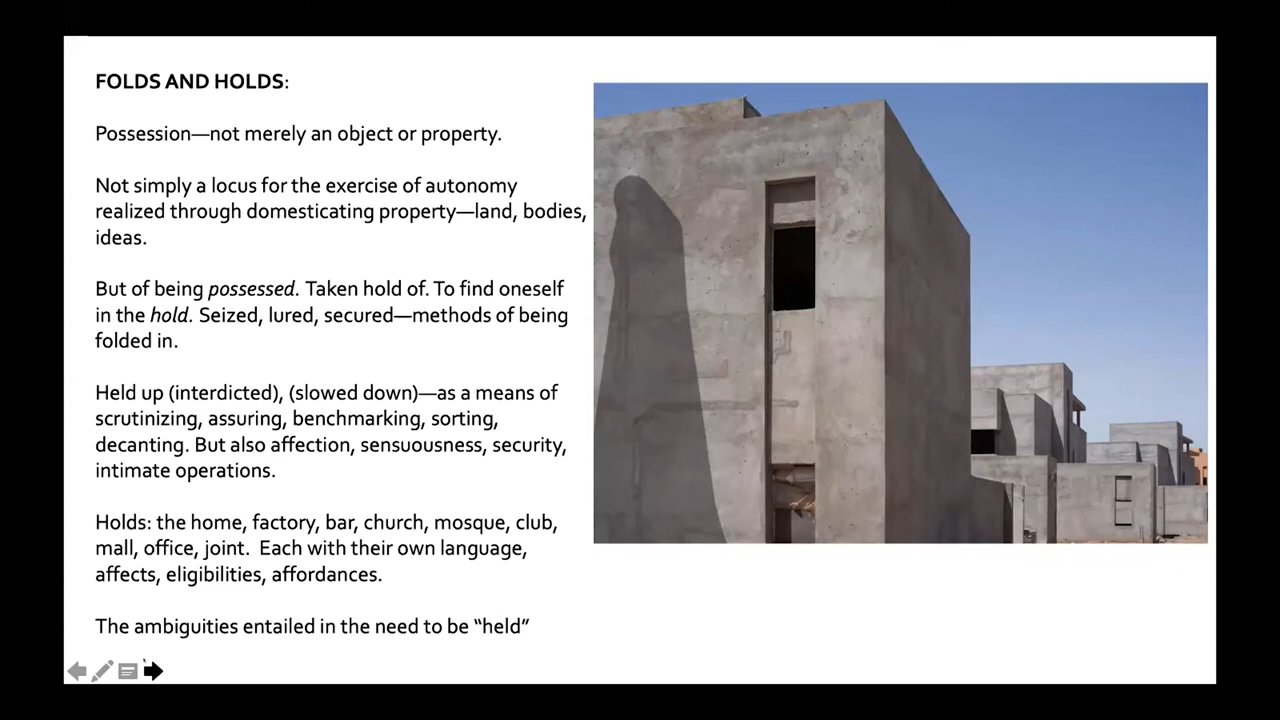 FOLDS AND HOLDS:
Possession—not merely an object or property.
Not simply a locus for the exercise of autonomy
realized through domesticating property—land, bodies,
ideas.
But of being possessed. Taken hold of. To find oneself
in the hold. Seized, lured, secured—methods of being
folded in.
Held up (interdicted), (slowed down)—as a means of
scrutinizing, assuring, benchmarking, sorting,
decanting. But also affection, sensuousness, security,
intimate operations.
Holds: the home, factory, bar, church, mosque, club,
mall, office, joint.  Each with their own language,
affects, eligibilities, affordances.
The ambiguities entailed in the need to be “held”